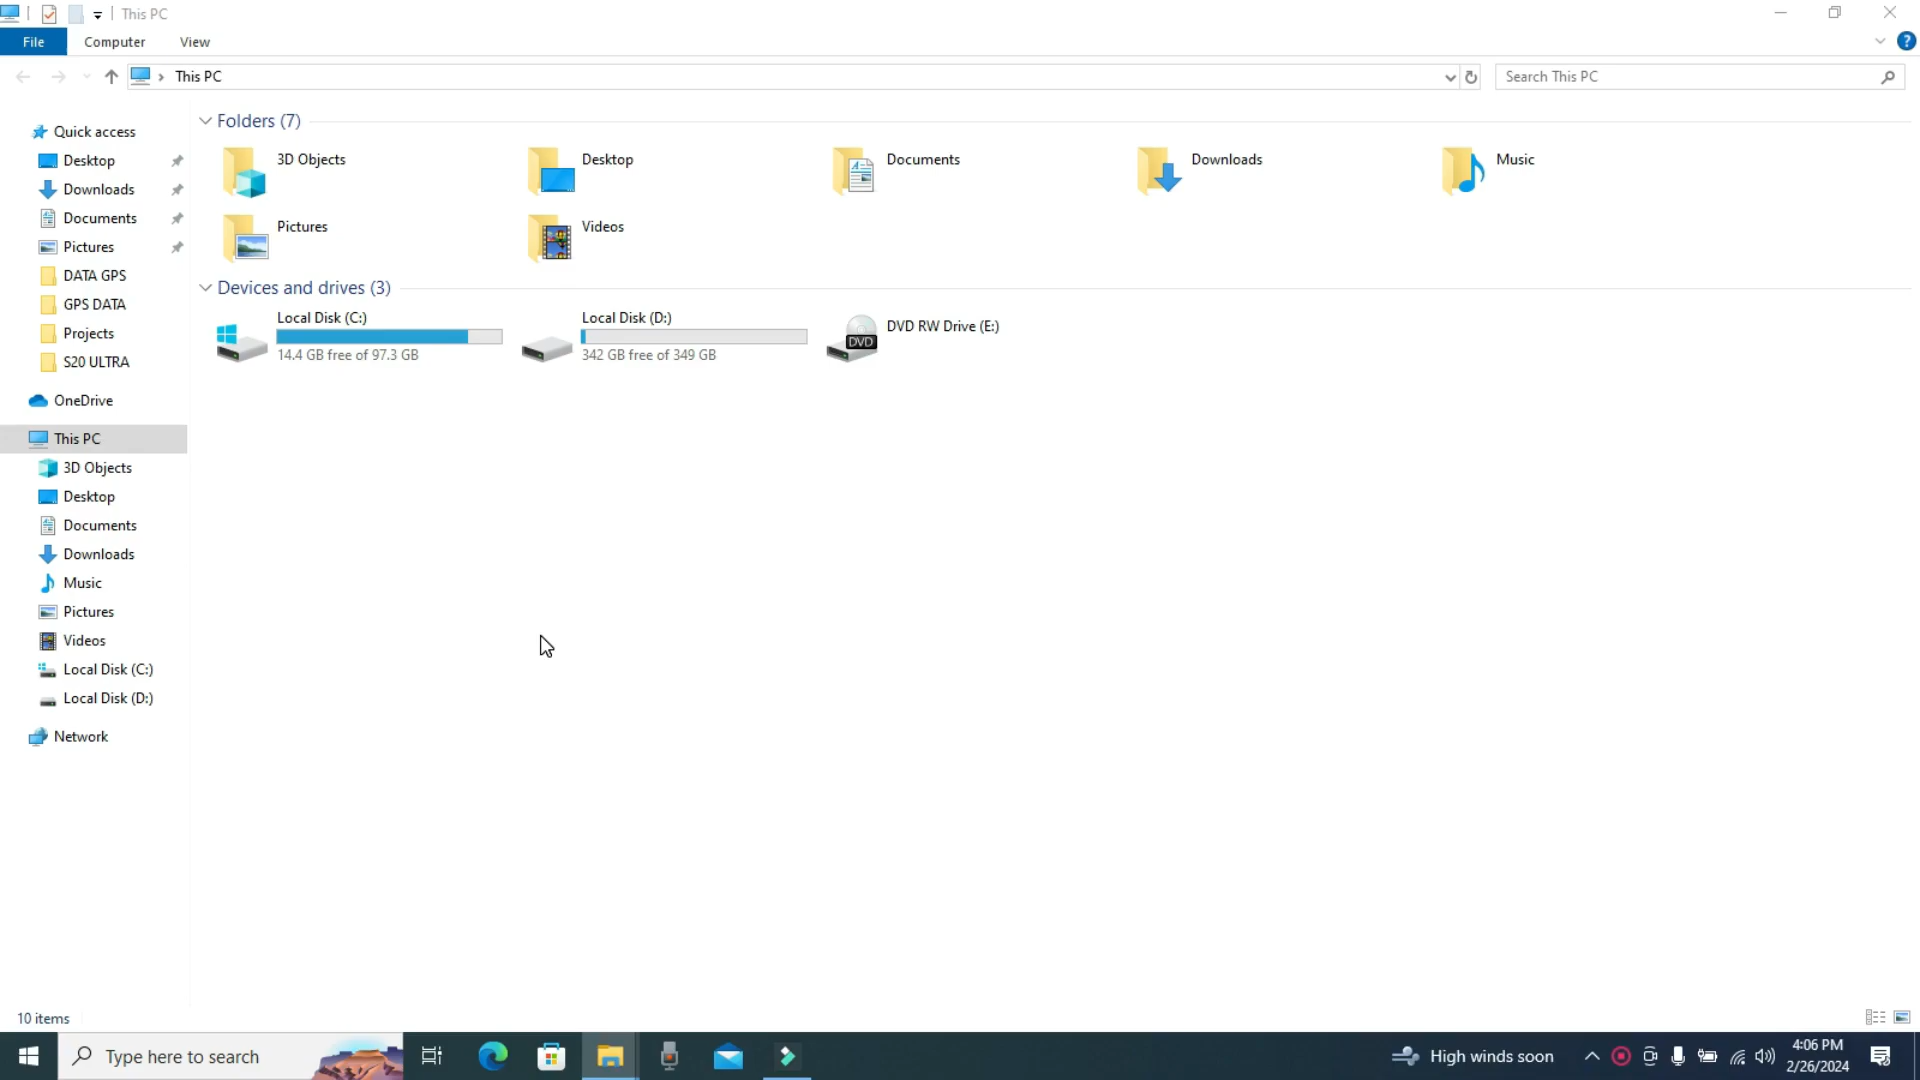 This PC
File Computer View
This PC
Search This PC
Quick access
Desktop
Downloads
Documents
Pictures
DATA GPS
GPS DATA
Projects
S20 ULTRA
OneDrive
This PC
3D Objects
Desktop
Documents
Downloads
Music
Pictures
Videos
Local Disk (C:)
Local Disk (D:)
Network
Folders (7)
3D Objects
Desktop
Documents
Downloads
Music
Pictures
Videos
Devices and drives (3)
Local Disk (C:)
14.4 GB free of 97.3 GB
Local Disk (D:)
342 GB free of 349 GB
DVD
DVD RW Drive (E:)
10 items
Type here to search
High winds soon
4:06 PM
2/26/2024